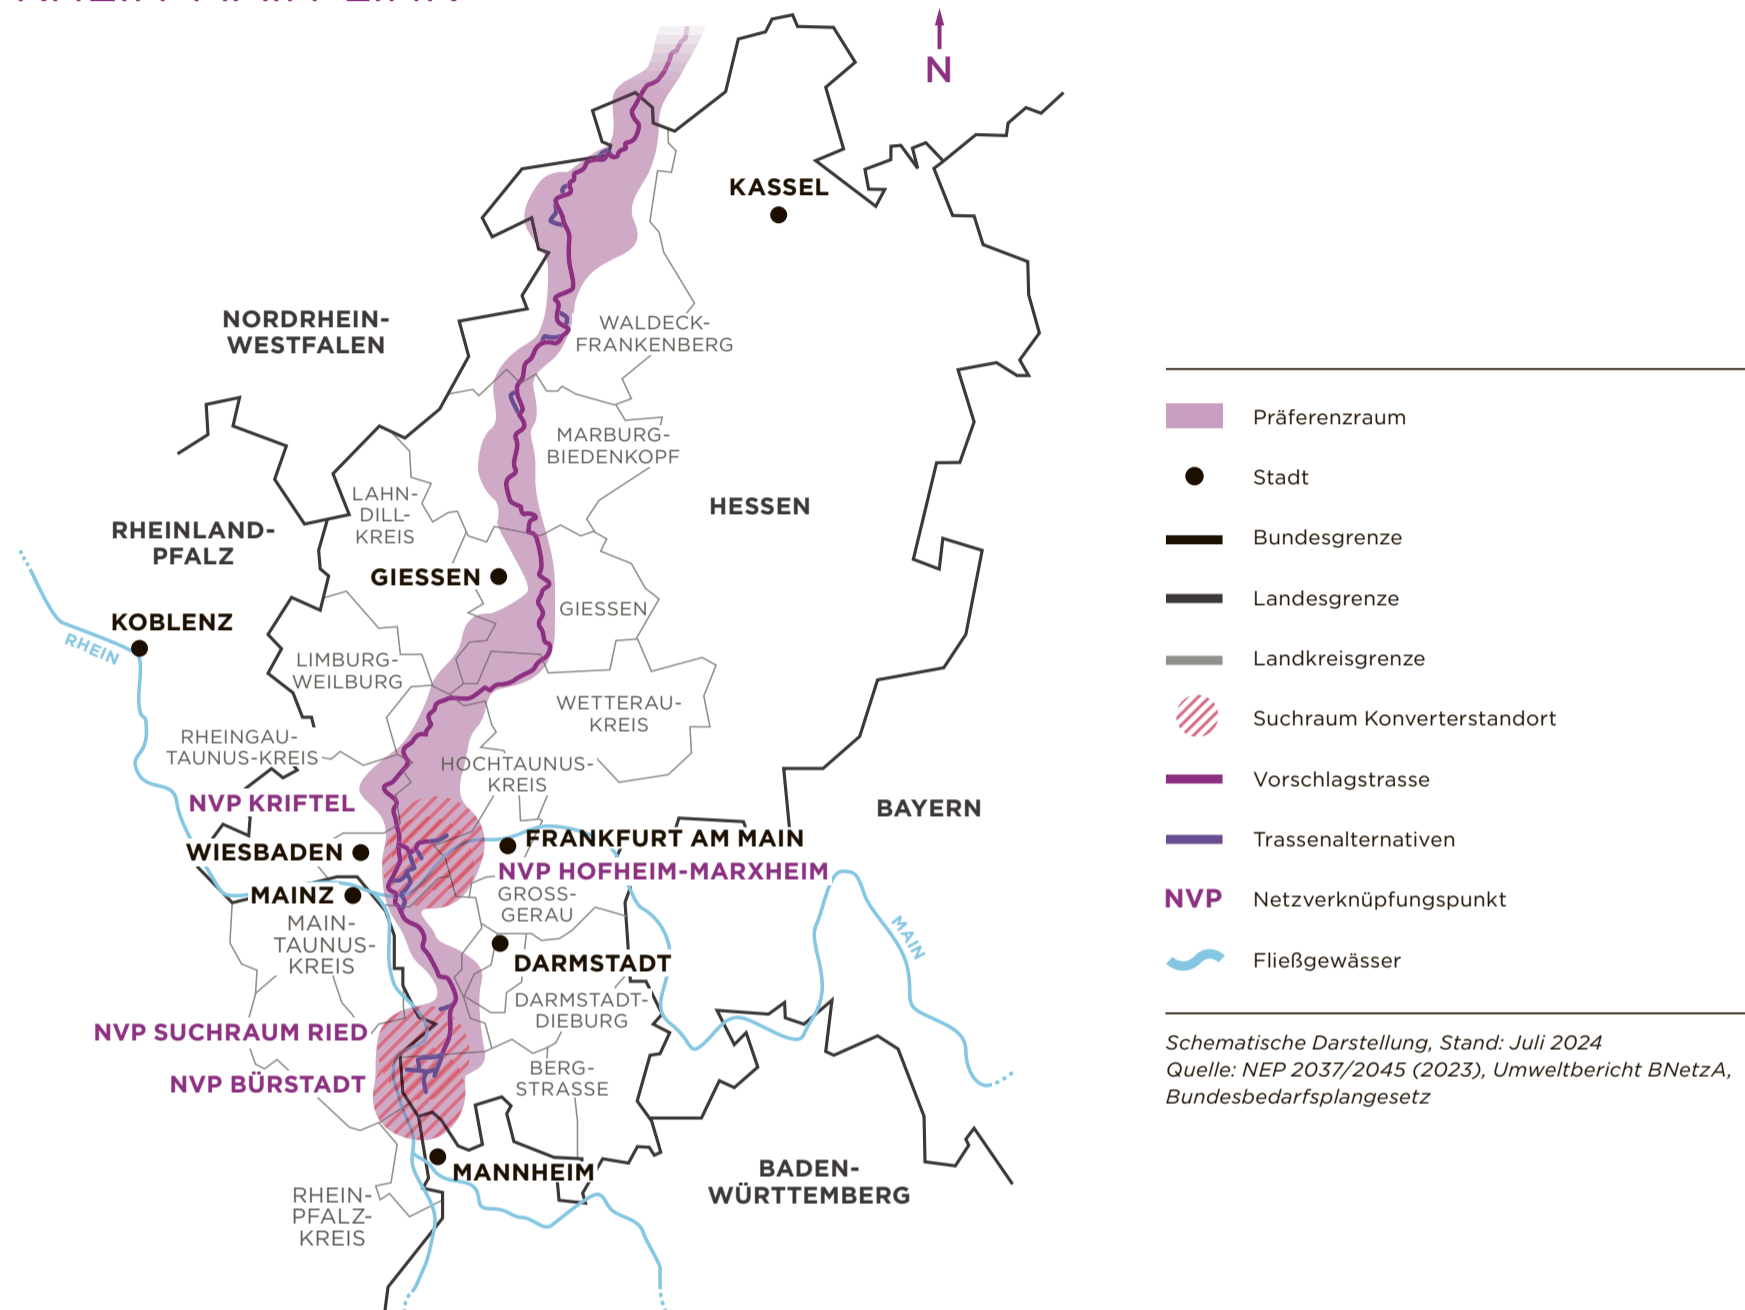 N
KASSEL
NORDRHEIN-
WESTFALEN
WALDECK-
FRANKENBERG
MARBURG-
BIEDENKOPF
LAHN-
DILL-
KREIS
HESSEN
RHEINLAND-
PFALZ
GIESSEN
GIESSEN
KOBLENZ
RHEIN
LIMBURG-
WEILBURG
WETTERAU-
KREIS
RHEINGAU-
TAUNUS-KREIS
HOCHTAUNUS-
KREIS
NVP KRIFTEL
BAYERN
FRANKFURT AM MAIN
WIESBADEN
NVP HOFHEIM-MARXHEIM
MAINZ
GROSS-
GERAU
MAIN-
TAUNUS-
KREIS
MAIN
DARMSTADT
DARMSTADT-
DIEBURG
NVP SUCHRAUM RIED
NVP BÜRSTADT
BERG-
STRASSE
MANNHEIM
BADEN-
WÜRTTEMBERG
RHEIN-
PFALZ-
KREIS
Präferenzraum
Stadt
Bundesgrenze
Landesgrenze
Landkreisgrenze
Suchraum Konverterstandort
Vorschlagstrasse
Trassenalternativen
NVP Netzverknüpfungspunkt
Fließgewässer
Schematische Darstellung, Stand: Juli 2024
Quelle: NEP 2037/2045 (2023), Umweltbericht BNetzA,
Bundesbedarfsplangesetz